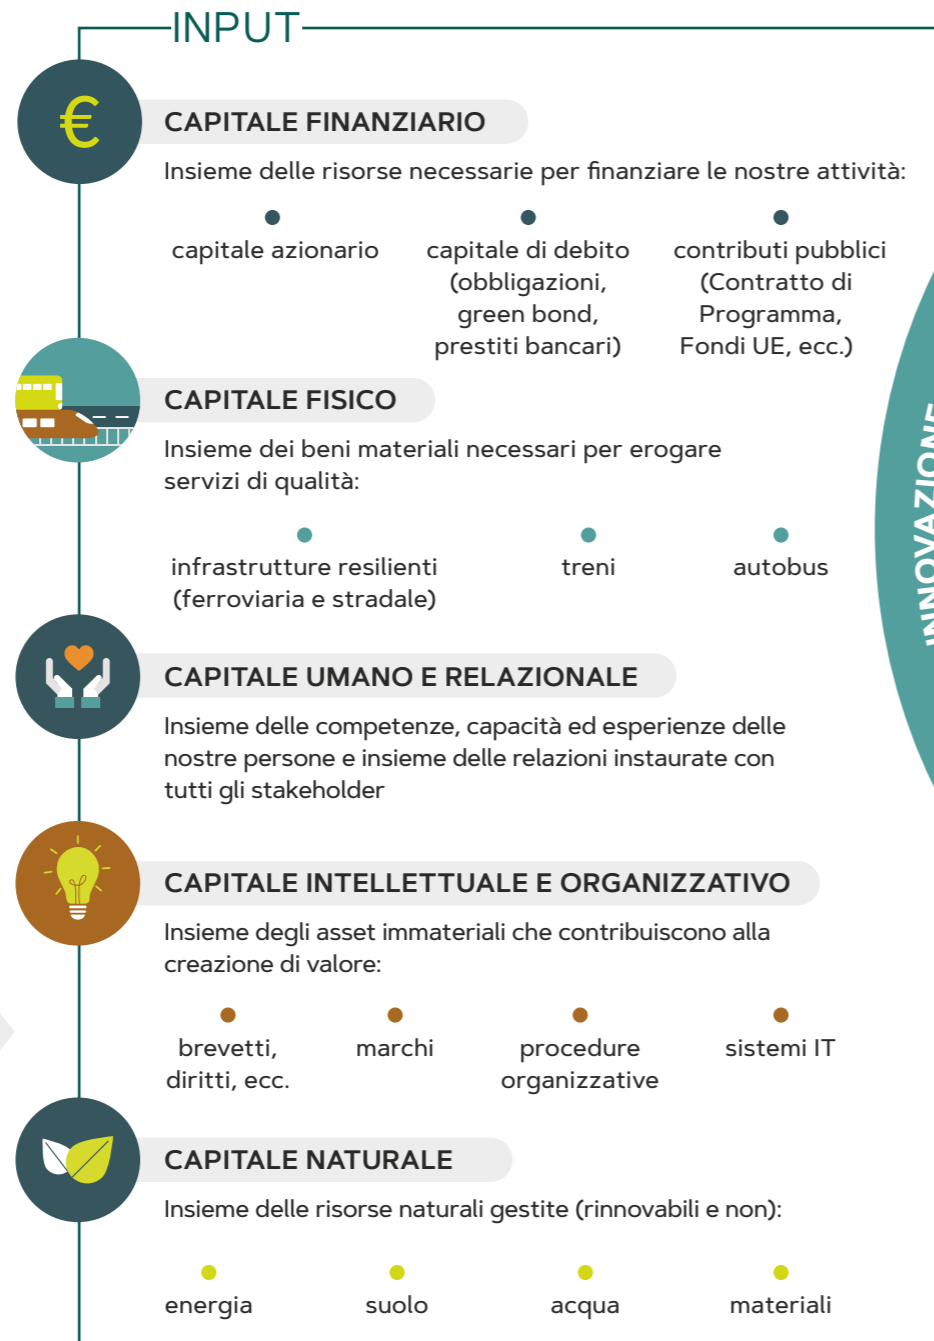 INPUT
€
CAPITALE FINANZIARIO
Insieme delle risorse necessarie per finanziare le nostre attività:
capitale azionario
capitale di debito
(obbligazioni,
green bond,
prestiti bancari)
contributi pubblici
(Contratto di
Programma,
Fondi UE, ecc.)
CAPITALE FISICO
Insieme dei beni materiali necessari per erogare
servizi di qualità:
infrastrutture resilienti
(ferroviaria e stradale)
treni
autobus
CAPITALE UMANO E RELAZIONALE
Insieme delle competenze, capacità ed esperienze delle
nostre persone e insieme delle relazioni instaurate con
tutti gli stakeholder
CAPITALE INTELLETTUALE E ORGANIZZATIVO
Insieme degli asset immateriali che contribuiscono alla
creazione di valore:
brevetti,
diritti, ecc.
marchi
procedure
organizzative
sistemi IT
CAPITALE NATURALE
Insieme delle risorse naturali gestite (rinnovabili e non):
energia
suolo
acqua
materiali
INNOVAZIONE